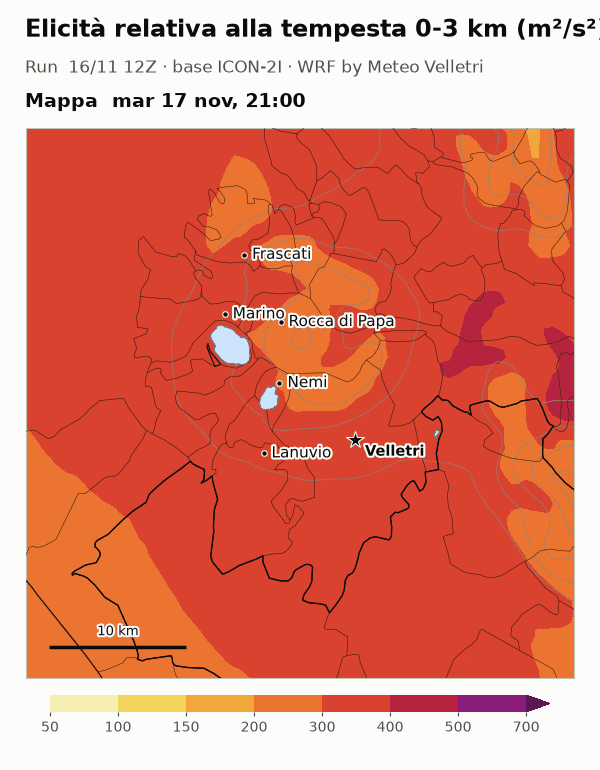 Elicità relativa alla tempesta 0-3 km (m²/s²)
Run  16/11 12Z · base ICON-2I · WRF by Meteo Velletri
Mappa  mar 17 nov, 21:00
Frascati
Marino
Rocca di Papa
Nemi
Velletri
Lanuvio
10 km
50 100 150 200 300 400 500 700